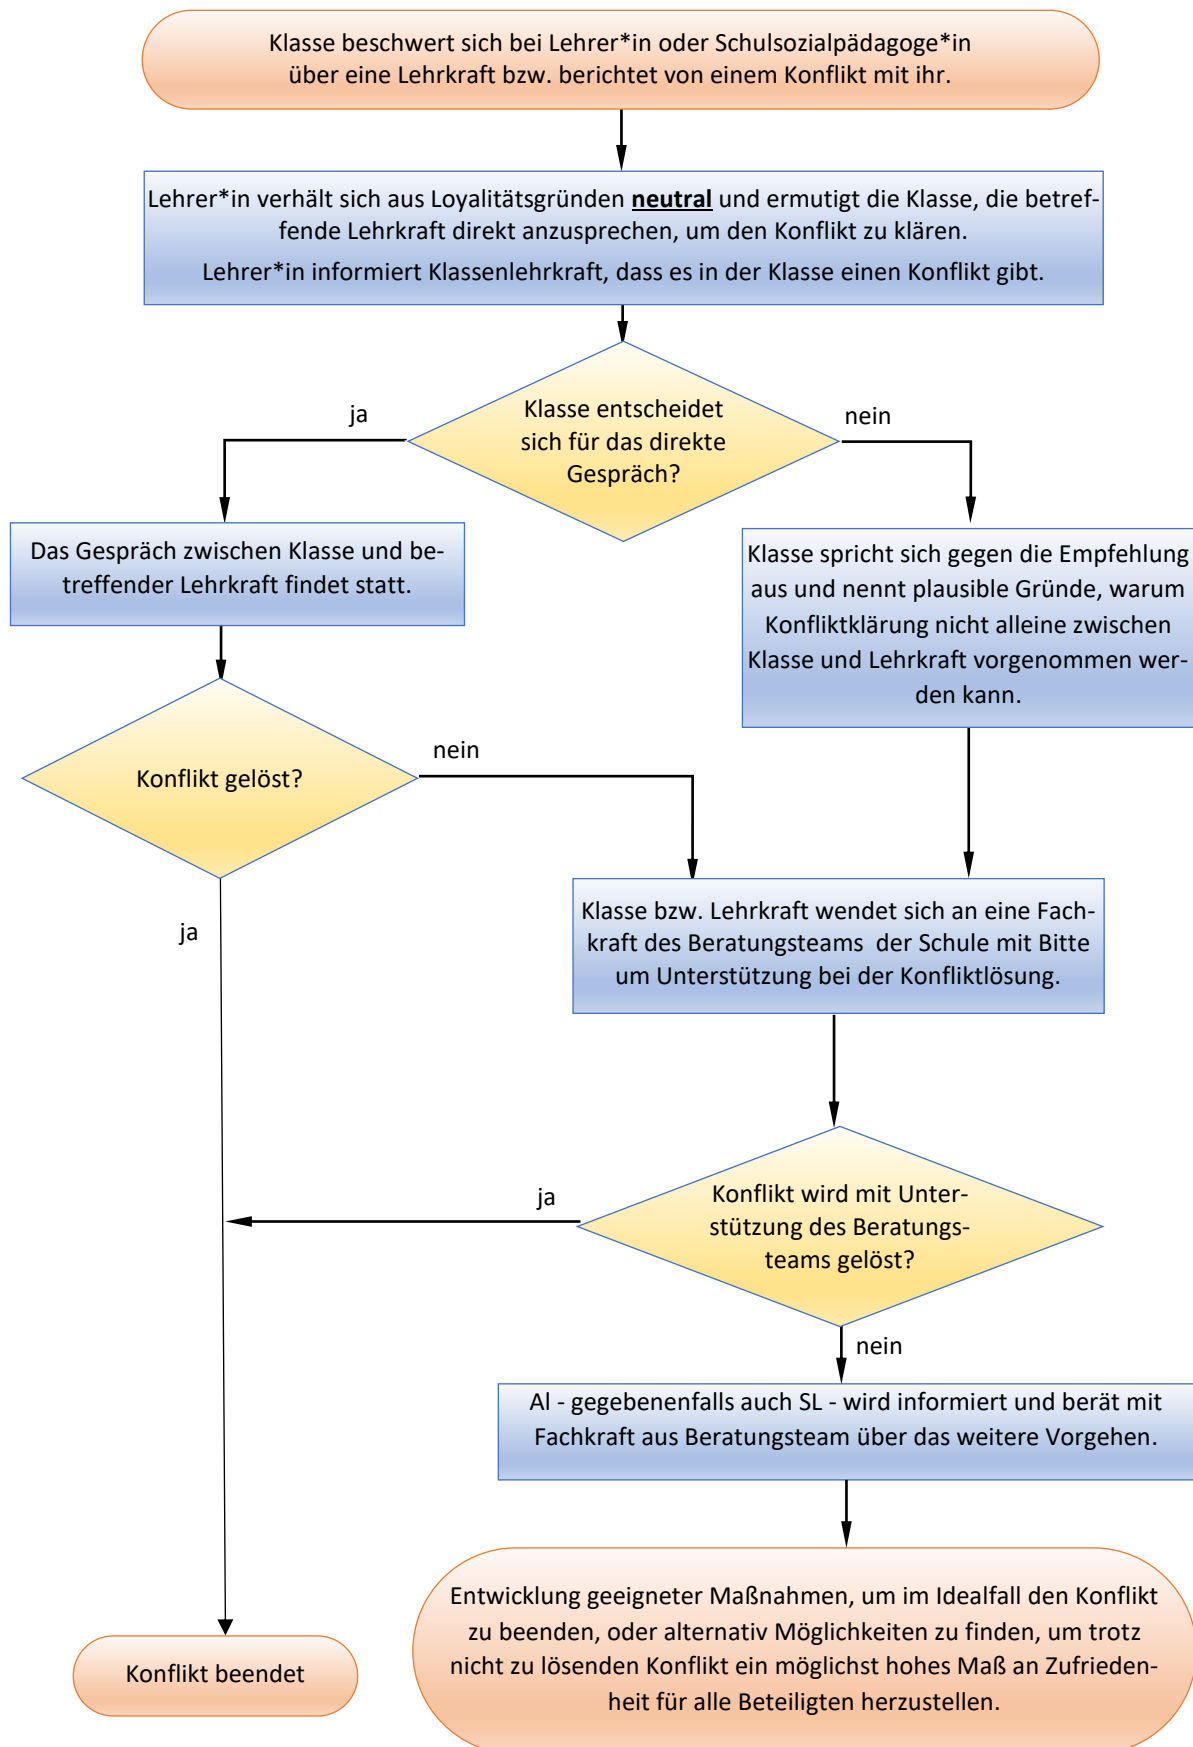 Klasse beschwert sich bei Lehrer*in oder Schulsozialpädagoge*in
über eine Lehrkraft bzw. berichtet von einem Konflikt mit ihr.
Lehrer*in verhält sich aus Loyalitätsgründen neutral und ermutigt die Klasse, die betref-
fende Lehrkraft direkt anzusprechen, um den Konflikt zu klären.
Lehrer*in informiert Klassenlehrkraft, dass es in der Klasse einen Konflikt gibt.
ja
Klasse entscheidet
sich für das direkte
Gespräch?
nein
Das Gespräch zwischen Klasse und be-
treffender Lehrkraft findet statt.
Klasse spricht sich gegen die Empfehlung
aus und nennt plausible Gründe, warum
Konfliktklärung nicht alleine zwischen
Klasse und Lehrkraft vorgenommen wer-
den kann.
Konflikt gelöst?
nein
ja
Klasse bzw. Lehrkraft wendet sich an eine Fach-
kraft des Beratungsteams  der Schule mit Bitte
um Unterstützung bei der Konfliktlösung.
ja
Konflikt wird mit Unter-
stützung des Beratungs-
teams gelöst?
nein
Al - gegebenenfalls auch SL - wird informiert und berät mit
Fachkraft aus Beratungsteam über das weitere Vorgehen.
Entwicklung geeigneter Maßnahmen, um im Idealfall den Konflikt
zu beenden, oder alternativ Möglichkeiten zu finden, um trotz
nicht zu lösenden Konflikt ein möglichst hohes Maß an Zufrieden-
heit für alle Beteiligten herzustellen.
Konflikt beendet